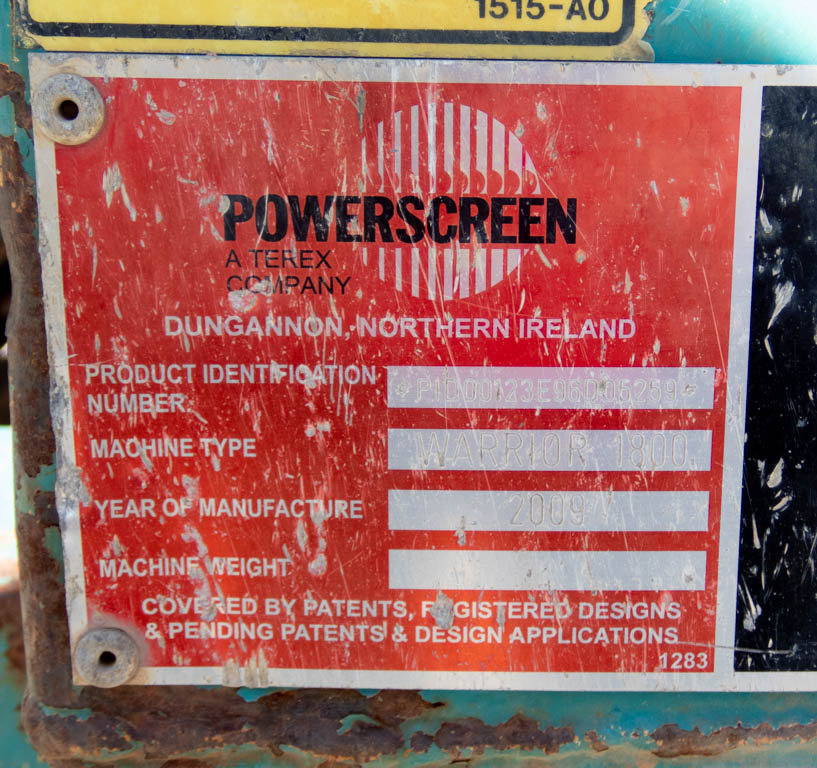 1515-A0
POWERSCREEN
A TEREX
COMPANY
DUNGANNON, NORTHERN IRELAND
PRODUCT IDENTIFICATION
NUMBER
MACHINE TYPE WARRIOR 1800
YEAR OF MANUFACTURE 2009
MACHINE WEIGHT
COVERED BY PATENTS, REGISTERED DESIGNS
& PENDING PATENTS & DESIGN APPLICATIONS
1283